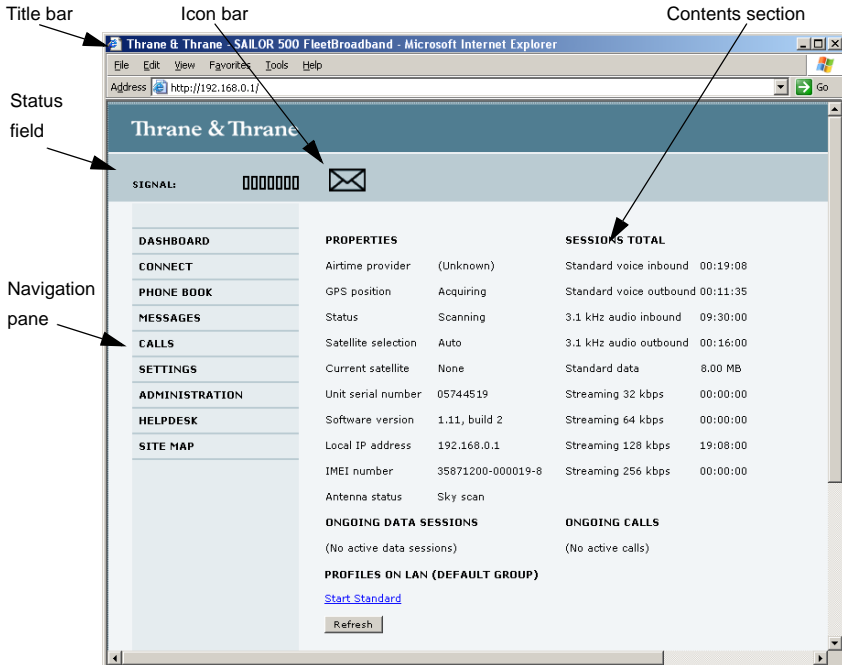 Title bar Icon bar Contents section
Thrane & Thrane - SAILOR 500 FleetBroadband - Microsoft Internet Explorer
File Edit View Favorites Tools Help
Address http://192.168.0.1/ Go
Status
field
Thrane & Thrane
SIGNAL:
Navigation
pane
DASHBOARD
CONNECT
PHONE BOOK
MESSAGES
CALLS
SETTINGS
ADMINISTRATION
HELPDESK
SITE MAP
PROPERTIES
Airtime provider (Unknown)
GPS position Acquiring
Status Scanning
Satellite selection Auto
Current satellite None
Unit serial number 05744519
Software version 1.11, build 2
Local IP address 192.168.0.1
IMEI number 35871200-000019-8
Antenna status Sky scan
SESSIONS TOTAL
Standard voice inbound 00:19:08
Standard voice outbound 00:11:35
3.1 kHz audio inbound 09:30:00
3.1 kHz audio outbound 00:16:00
Standard data 8.00 MB
Streaming 32 kbps 00:00:00
Streaming 64 kbps 00:00:00
Streaming 128 kbps 19:08:00
Streaming 256 kbps 00:00:00
ONGOING DATA SESSIONS
(No active data sessions)
ONGOING CALLS
(No active calls)
PROFILES ON LAN (DEFAULT GROUP)
Start Standard
Refresh